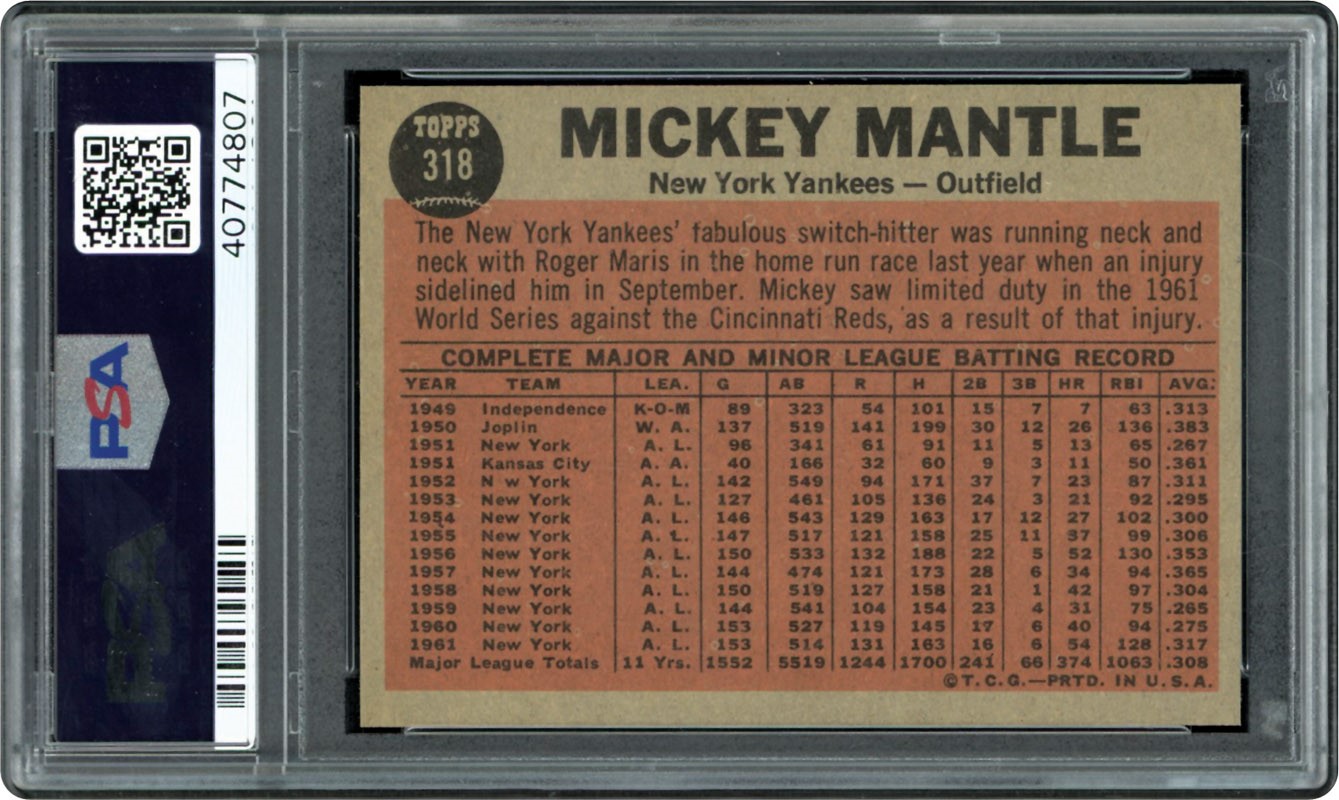 40774807
PSA
PSA
TOPPS
318
MICKEY MANTLE
New York Yankees — Outfield
The New York Yankees' fabulous switch-hitter was running neck and
neck with Roger Maris in the home run race last year when an injury
sidelined him in September. Mickey saw limited duty in the 1961
World Series against the Cincinnati Reds, as a result of that injury.
COMPLETE MAJOR AND MINOR LEAGUE BATTING RECORD
YEAR TEAM LEA. G AB R H 2B 3B HR RBI AVG.
1949 Independence K-O-M 89 323 54 101 15 7 7 63 .313
1950 Joplin W. A. 137 519 141 199 30 12 26 136 .383
1951 New York A. L. 96 341 61 91 11 5 13 65 .267
1951 Kansas City A. A. 40 166 32 60 9 3 11 50 .361
1952 N w York A. L. 142 549 94 171 37 7 23 87 .311
1953 New York A. L. 127 461 105 136 24 3 21 92 .295
1954 New York A. L. 146 543 129 163 17 12 27 102 .300
1955 New York A. L. 147 517 121 158 25 11 37 99 .306
1956 New York A. L. 150 533 132 188 22 5 52 130 .353
1957 New York A. L. 144 474 121 173 28 6 34 94 .365
1958 New York A. L. 150 519 127 158 21 1 42 97 .304
1959 New York A. L. 144 541 104 154 23 4 31 75 .265
1960 New York A. L. 153 527 119 145 17 6 40 94 .275
1961 New York A. L. 153 514 131 163 16 6 54 128 .317
Major League Totals 11 Yrs. 1552 5519 1244 1700 241 66 374 1063 .308
©T.C.G.—PRTD. IN U.S.A.